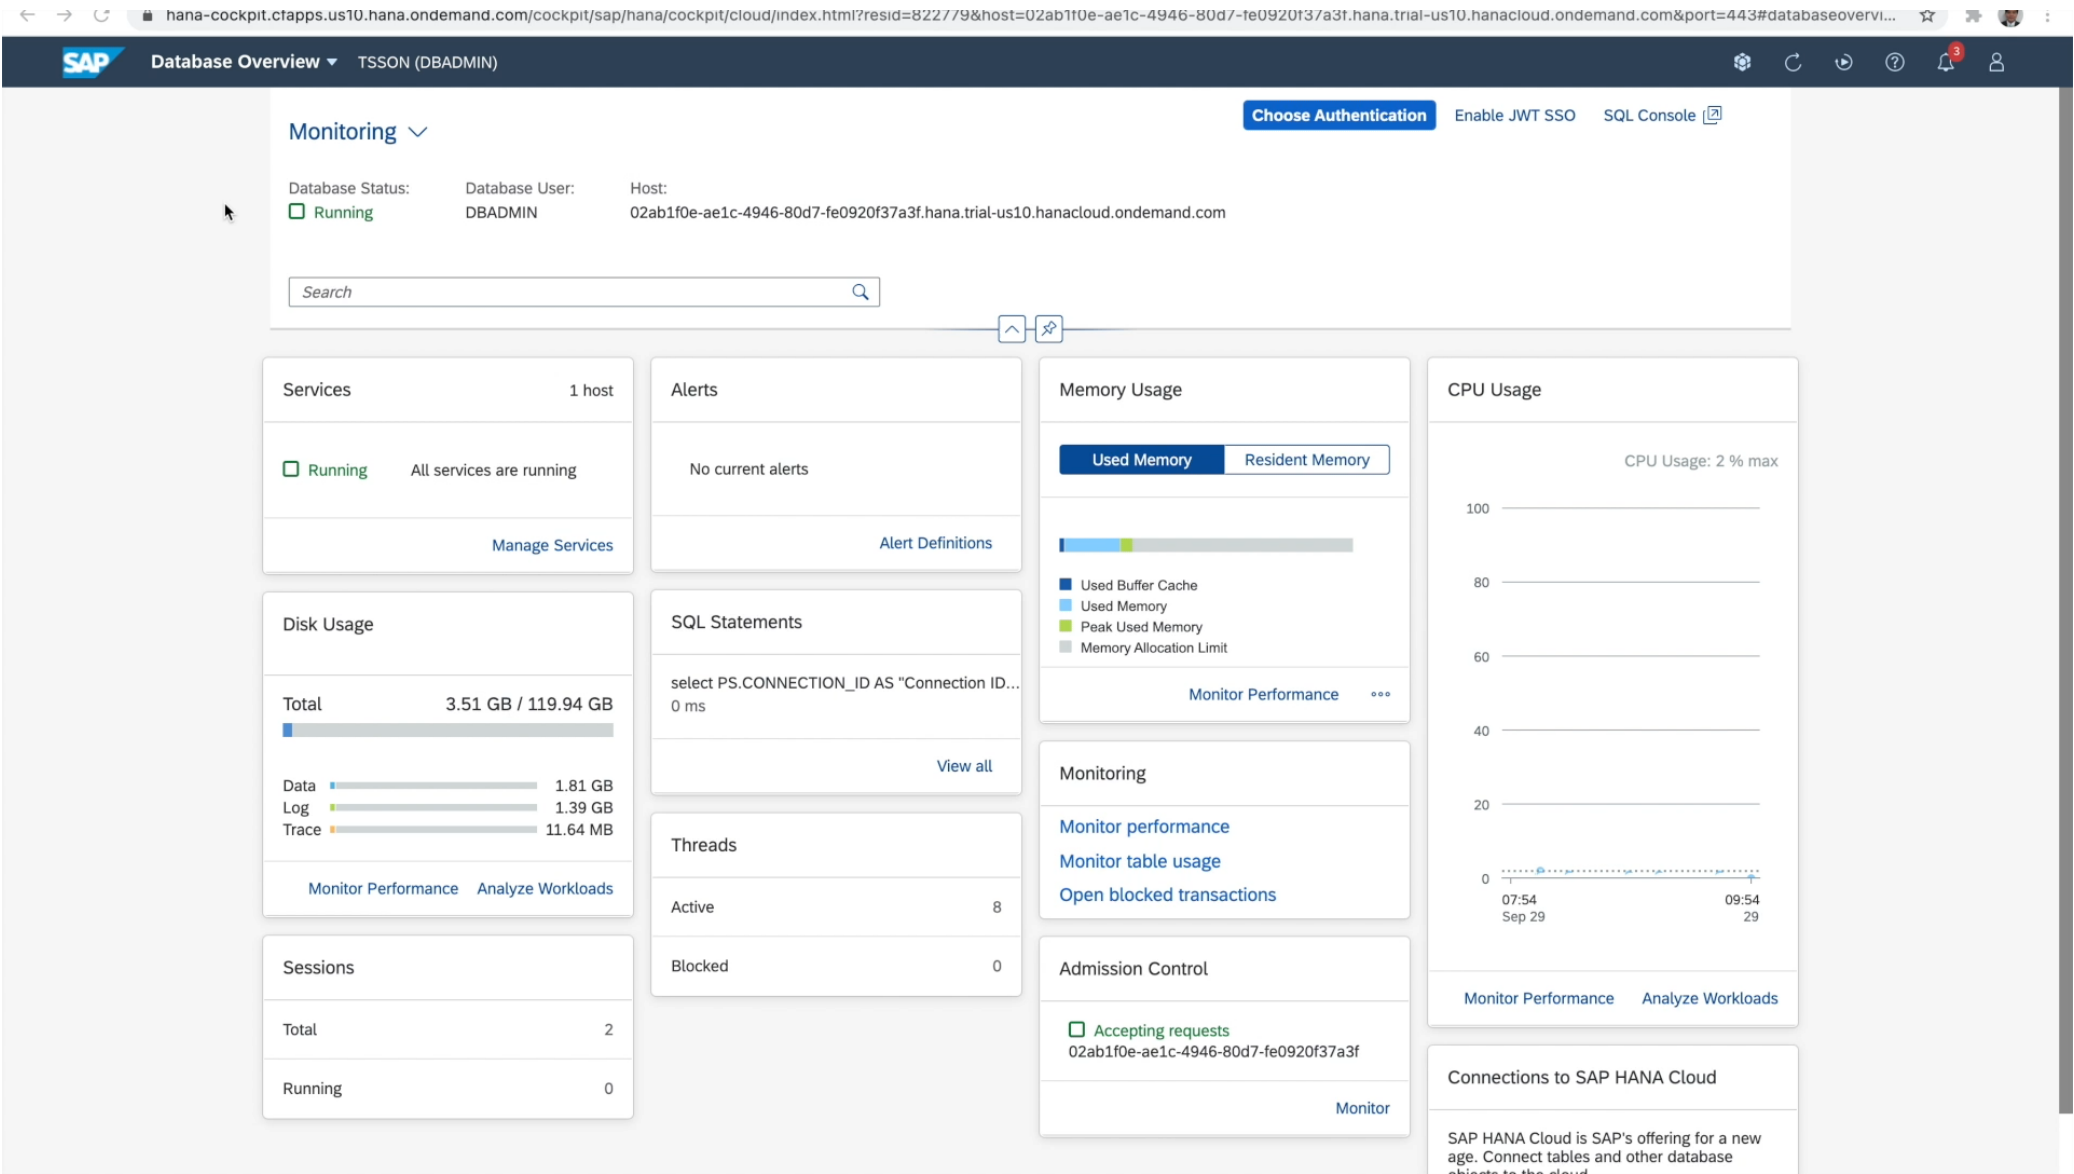 hana-cockpit.cfapps.us10.hana.ondemand.com/cockpit/sap/hana/cockpit/cloud/index.html?resid=822779&host=02ab1f0e-ae1c-4946-80d7-fe0920f37a3f.hana.trial-us10.hanacloud.ondemand.com&port=443#databaseovervi...
SAP Database Overview TSSON (DBADMIN) 3
Monitoring
Choose Authentication Enable JWT SSO SQL Console
Database Status: Database User: Host:
Running DBADMIN 02ab1f0e-ae1c-4946-80d7-fe0920f37a3f.hana.trial-us10.hanacloud.ondemand.com
Search
Services 1 host
Running All services are running
Manage Services
Disk Usage
Total 3.51 GB / 119.94 GB
Data 1.81 GB
Log 1.39 GB
Trace 11.64 MB
Monitor Performance Analyze Workloads
Sessions
Total 2
Running 0
Alerts
No current alerts
Alert Definitions
SQL Statements
select PS.CONNECTION_ID AS "Connection ID...
0 ms
View all
Threads
Active 8
Blocked 0
Memory Usage
Used Memory Resident Memory
Used Buffer Cache
Used Memory
Peak Used Memory
Memory Allocation Limit
Monitor Performance
Monitoring
Monitor performance
Monitor table usage
Open blocked transactions
Admission Control
Accepting requests
02ab1f0e-ae1c-4946-80d7-fe0920f37a3f
Monitor
CPU Usage
CPU Usage: 2 % max
100
80
60
40
20
0
07:54 09:54
Sep 29 29
Monitor Performance Analyze Workloads
Connections to SAP HANA Cloud
SAP HANA Cloud is SAP's offering for a new
age. Connect tables and other database
objects to the cloud